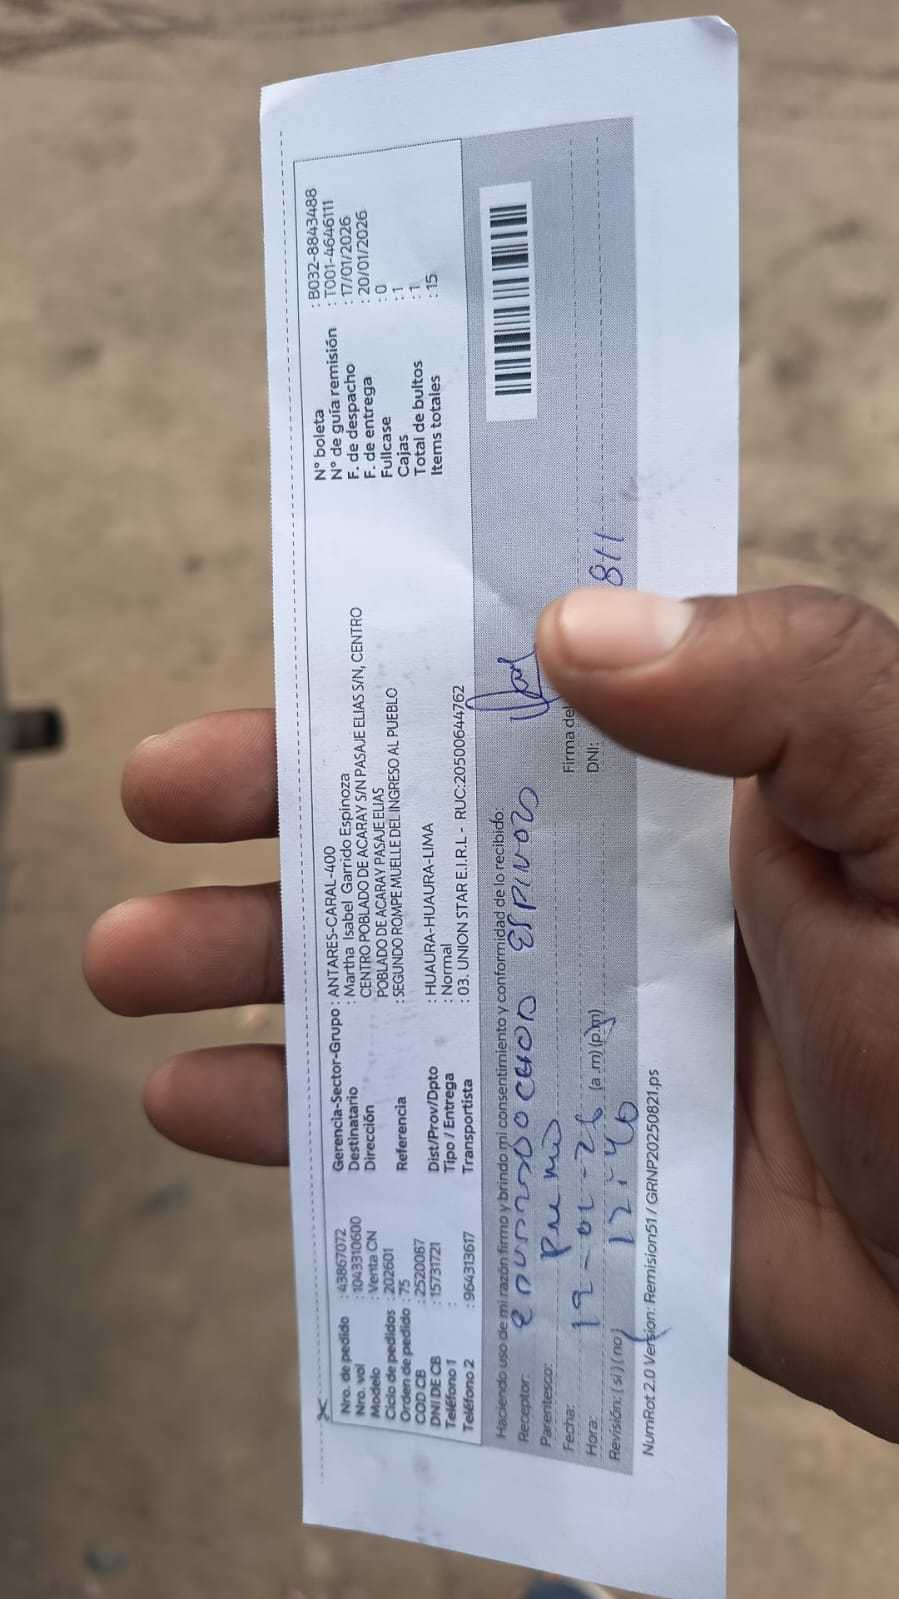 Nro. de pedido : 43867072
Nro. vol : 1043310600
Modelo : Venta CN
Ciclo de pedidos : 202601
Orden de pedido : 75
COD CB : 2520087
DNI DE CB : 15731721
Teléfono 1 :
Teléfono 2 : 964313617
Gerencia-Sector-Grupo : ANTARES-CARAL-400
Destinatario : Martha Isabel Garrido Espinoza
Dirección : CENTRO POBLADO DE ACARAY S/N PASAJE ELIAS S/N, CENTRO
POBLADO DE ACARAY PASAJE ELIAS
Referencia : SEGUNDO ROMPE MUELLE DEL INGRESO AL PUEBLO
Dist/Prov/Dpto : HUAURA-HUAURA-LIMA
Tipo / Entrega : Normal
Transportista : 03. UNION STAR E.I.R.L - RUC:20500644762
N° boleta : B032-8843488
N° de guía remisión : T001-4646111
F. de despacho : 17/01/2026
F. de entrega : 20/01/2026
Fullcase : 0
Cajas : 1
Total de bultos : 1
Items totales : 15
Haciendo uso de mi razón firmo y brindo mi consentimiento y conformidad de lo recibido:
Receptor:
Parentesco:
Fecha: 19-01-26
Hora: 12:40 (a.m)(p.m)
Revisión: (si)(no)
Firma del
DNI: 811
NumRot 2.0 Version: Remision51 / GRNP20250821.ps